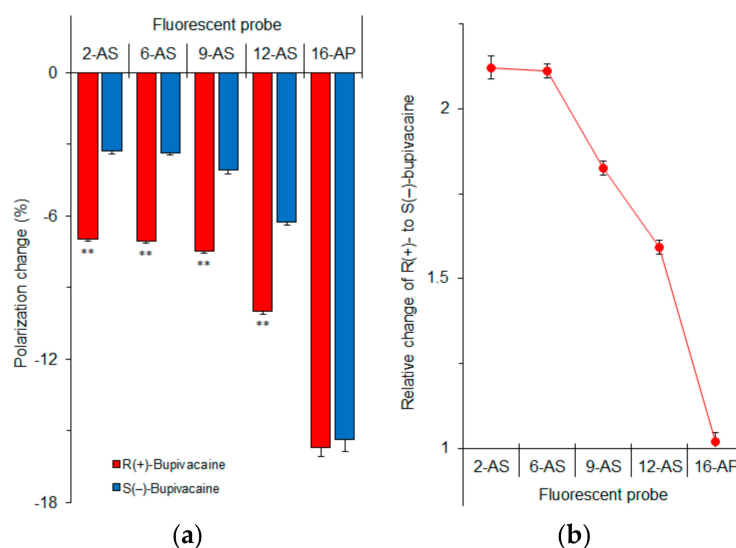 Fluorescent probe
2-AS 6-AS 9-AS 12-AS 16-AP
0
-6
-12
-18
Polarization change (%)
** ** ** **
R(+)-Bupivacaine
S(–)-Bupivacaine
(a)
2
1.5
1
Relative change of R(+)- to S(–)-bupivacaine
2-AS 6-AS 9-AS 12-AS 16-AP
Fluorescent probe
(b)